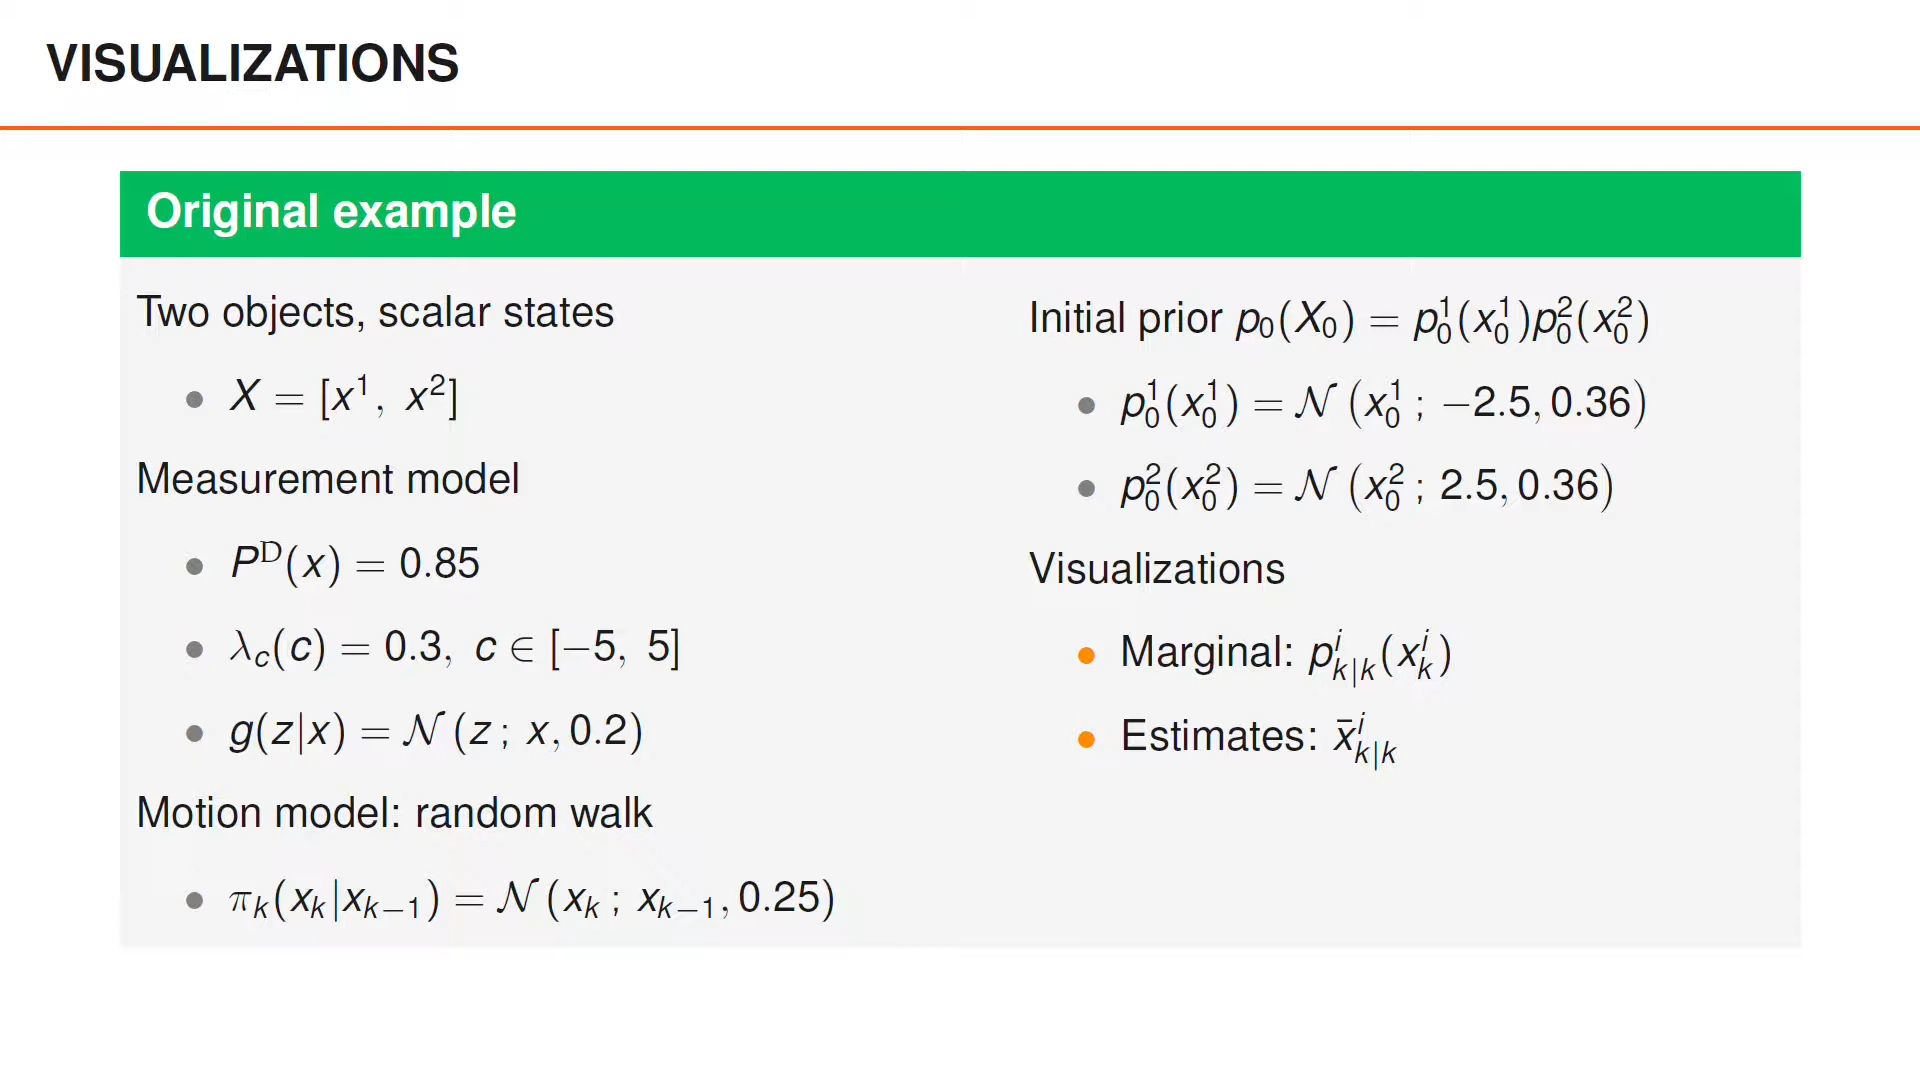 VISUALIZATIONS
Original example
Two objects, scalar states
• X = [x¹, x²]
Measurement model
• Pᴰ(x) = 0.85
• λ_c(c) = 0.3, c ∈ [−5, 5]
• g(z|x) = 𝒩(z ; x, 0.2)
Motion model: random walk
• π_k(x_k|x_{k−1}) = 𝒩(x_k ; x_{k−1}, 0.25)
Initial prior p_0(X_0) = p_0^1(x_0^1)p_0^2(x_0^2)
• p_0^1(x_0^1) = 𝒩(x_0^1 ; −2.5, 0.36)
• p_0^2(x_0^2) = 𝒩(x_0^2 ; 2.5, 0.36)
Visualizations
• Marginal: p_{k|k}^i(x_k^i)
• Estimates: x̄_{k|k}^i